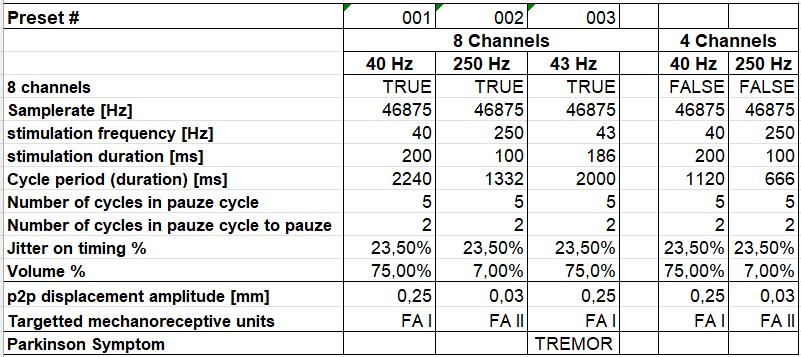 Preset # 001 002 003
8 Channels 4 Channels
40 Hz 250 Hz 43 Hz 40 Hz 250 Hz
8 channels TRUE TRUE TRUE FALSE FALSE
Samplerate [Hz] 46875 46875 46875 46875 46875
stimulation frequency [Hz] 40 250 43 40 250
stimulation duration [ms] 200 100 186 200 100
Cycle period (duration) [ms] 2240 1332 2000 1120 666
Number of cycles in pauze cycle 5 5 5 5 5
Number of cycles in pauze cycle to pauze 2 2 2 2 2
Jitter on timing % 23,50% 23,50% 23,50% 23,50% 23,50%
Volume % 75,00% 7,00% 75,0% 75,00% 7,00%
p2p displacement amplitude [mm] 0,25 0,03 0,25 0,25 0,03
Targetted mechanoreceptive units FA I FA II FA I FA I FA II
Parkinson Symptom TREMOR